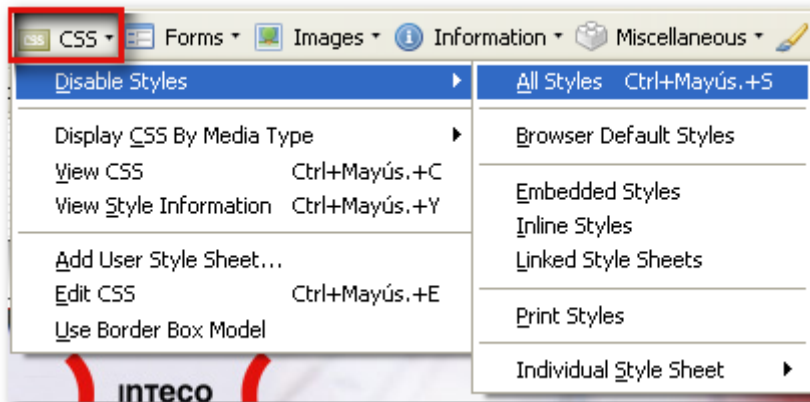 CSS CSS Forms Images Information Miscellaneous
Disable Styles
Display CSS By Media Type
View CSS Ctrl+Mayús.+C
View Style Information Ctrl+Mayús.+Y
Add User Style Sheet...
Edit CSS Ctrl+Mayús.+E
Use Border Box Model
All Styles Ctrl+Mayús.+S
Browser Default Styles
Embedded Styles
Inline Styles
Linked Style Sheets
Print Styles
Individual Style Sheet
INTECO